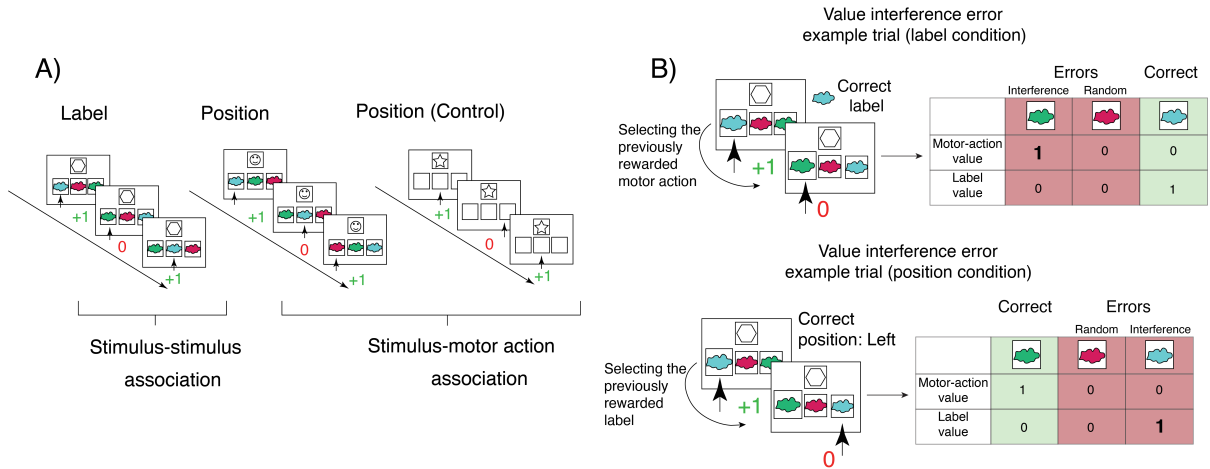 A)
Label
Position
Position (Control)
+1
0
+1
+1
0
+1
+1
0
+1
Stimulus-stimulus
association
Stimulus-motor action
association
B)
Value interference error
example trial (label condition)
Correct
label
Selecting the
previously
rewarded
motor action
+1
0
Errors
Correct
Interference
Random
Motor-action
value
1
0
0
Label
value
0
0
1
Value interference error
example trial (position condition)
Correct
position: Left
Selecting the
previously
rewarded
label
+1
0
Correct
Errors
Random
Interference
Motor-action
value
1
0
0
Label
value
0
0
1